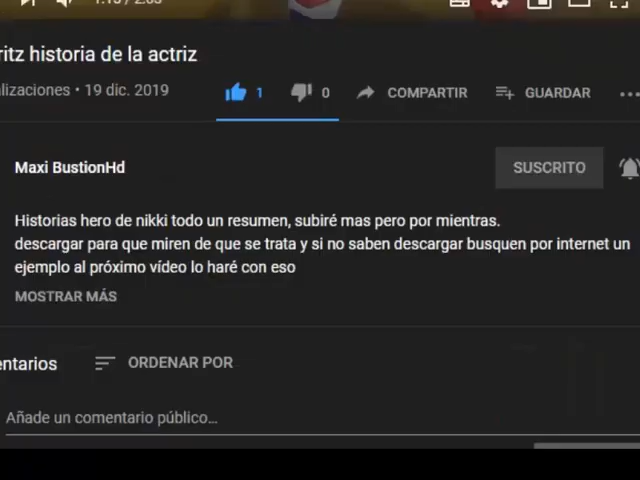 ritz historia de la actriz
lizaciones • 19 dic. 2019
1
0
COMPARTIR
GUARDAR
Maxi BustionHd
SUSCRITO
Historias hero de nikki todo un resumen, subiré mas pero por mientras.
descargar para que miren de que se trata y si no saben descargar busquen por internet un
ejemplo al próximo vídeo lo haré con eso
MOSTRAR MÁS
entarios
ORDENAR POR
Añade un comentario público...